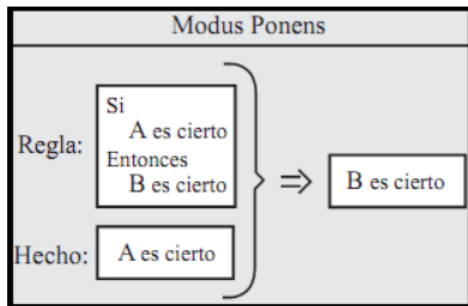 Modus Ponens
Regla:
Si
A es cierto
Entonces
B es cierto
Hecho:
A es cierto
⇒
B es cierto